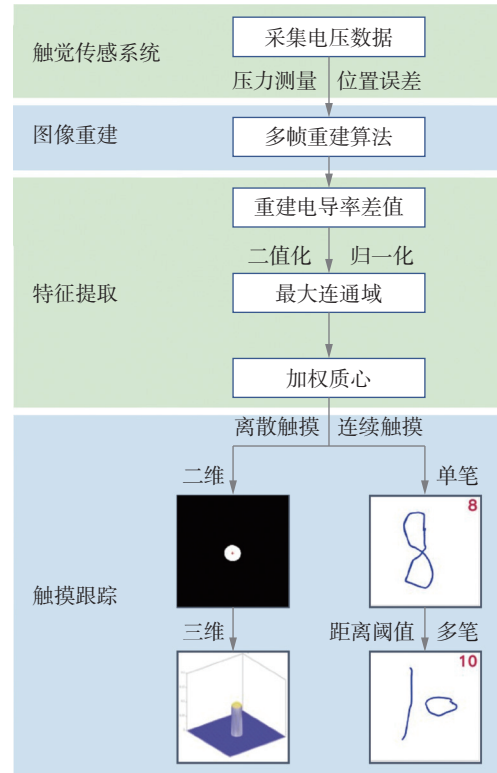 采集电压数据
触觉传感系统
压力测量 位置误差
图像重建
多帧重建算法
重建电导率差值
二值化 归一化
特征提取
最大连通域
加权质心
离散触摸 连续触摸
二维 单笔
8
触摸跟踪
三维 距离阈值 多笔
10